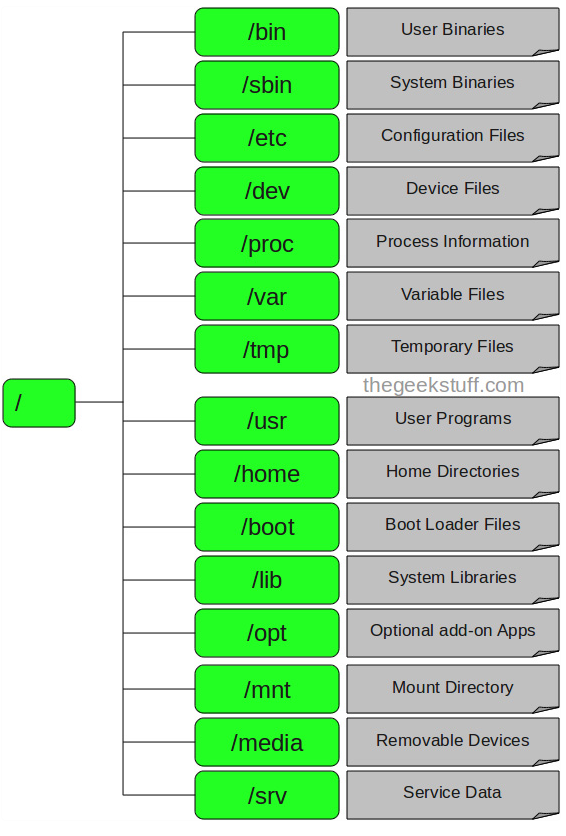 /bin
User Binaries
/sbin
System Binaries
/etc
Configuration Files
/dev
Device Files
/proc
Process Information
/var
Variable Files
/tmp
Temporary Files
thegeekstuff.com
/
/usr
User Programs
/home
Home Directories
/boot
Boot Loader Files
/lib
System Libraries
/opt
Optional add-on Apps
/mnt
Mount Directory
/media
Removable Devices
/srv
Service Data